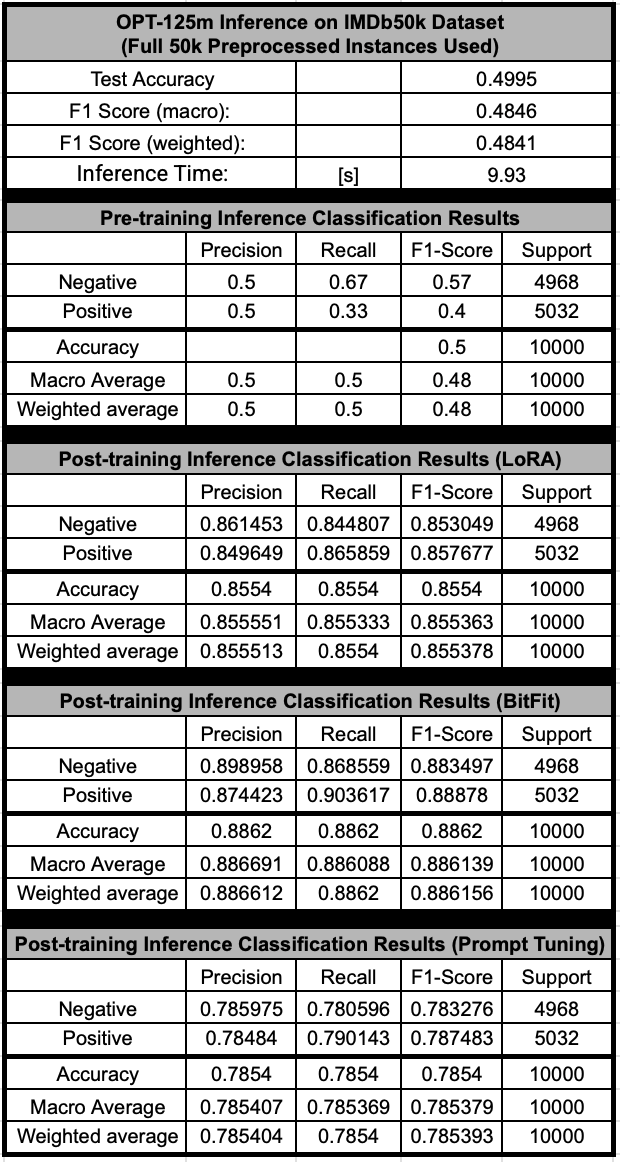 OPT-125m Inference on IMDb50k Dataset
(Full 50k Preprocessed Instances Used)
Test Accuracy 0.4995
F1 Score (macro): 0.4846
F1 Score (weighted): 0.4841
Inference Time: [s] 9.93
Pre-training Inference Classification Results
Precision Recall F1-Score Support
Negative 0.5 0.67 0.57 4968
Positive 0.5 0.33 0.4 5032
Accuracy 0.5 10000
Macro Average 0.5 0.5 0.48 10000
Weighted average 0.5 0.5 0.48 10000
Post-training Inference Classification Results (LoRA)
Precision Recall F1-Score Support
Negative 0.861453 0.844807 0.853049 4968
Positive 0.849649 0.865859 0.857677 5032
Accuracy 0.8554 0.8554 0.8554 10000
Macro Average 0.855551 0.855333 0.855363 10000
Weighted average 0.855513 0.8554 0.855378 10000
Post-training Inference Classification Results (BitFit)
Precision Recall F1-Score Support
Negative 0.898958 0.868559 0.883497 4968
Positive 0.874423 0.903617 0.88878 5032
Accuracy 0.8862 0.8862 0.8862 10000
Macro Average 0.886691 0.886088 0.886139 10000
Weighted average 0.886612 0.8862 0.886156 10000
Post-training Inference Classification Results (Prompt Tuning)
Precision Recall F1-Score Support
Negative 0.785975 0.780596 0.783276 4968
Positive 0.78484 0.790143 0.787483 5032
Accuracy 0.7854 0.7854 0.7854 10000
Macro Average 0.785407 0.785369 0.785379 10000
Weighted average 0.785404 0.7854 0.785393 10000